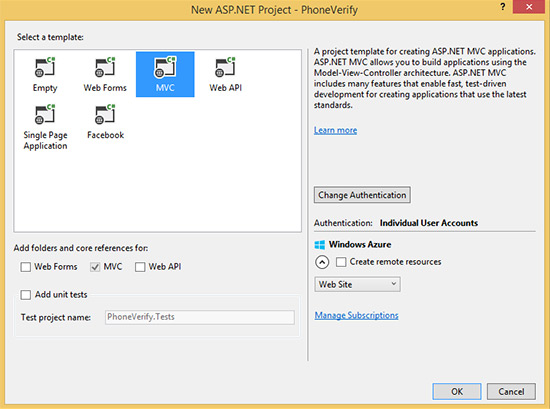 New ASP.NET Project - PhoneVerify
?
Select a template:
Empty
Web Forms
MVC
Web API
Single Page
Application
Facebook
A project template for creating ASP.NET MVC applications.
ASP.NET MVC allows you to build applications using the
Model-View-Controller architecture. ASP.NET MVC
includes many features that enable fast, test-driven
development for creating applications that use the latest
standards.
Learn more
Change Authentication
Authentication: Individual User Accounts
Windows Azure
Create remote resources
Web Site
Manage Subscriptions
Add folders and core references for:
Web Forms MVC Web API
Add unit tests
Test project name: PhoneVerify.Tests
OK Cancel